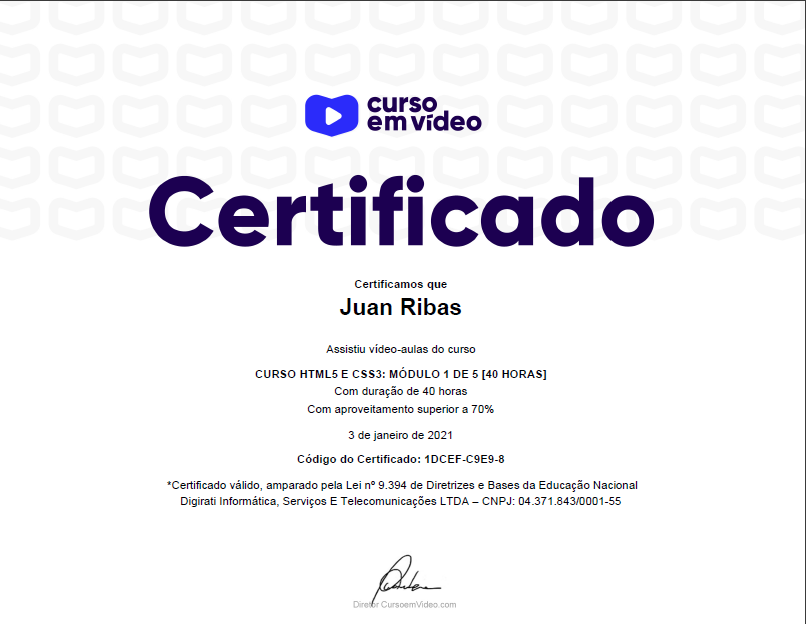 curso
em vídeo
Certificado
Certificamos que
Juan Ribas
Assistiu vídeo-aulas do curso
CURSO HTML5 E CSS3: MÓDULO 1 DE 5 [40 HORAS]
Com duração de 40 horas
Com aproveitamento superior a 70%
3 de janeiro de 2021
Código do Certificado: 1DCEF-C9E9-8
*Certificado válido, amparado pela Lei nº 9.394 de Diretrizes e Bases da Educação Nacional
Digirati Informática, Serviços E Telecomunicações LTDA – CNPJ: 04.371.843/0001-55
Diretor CursoemVideo.com